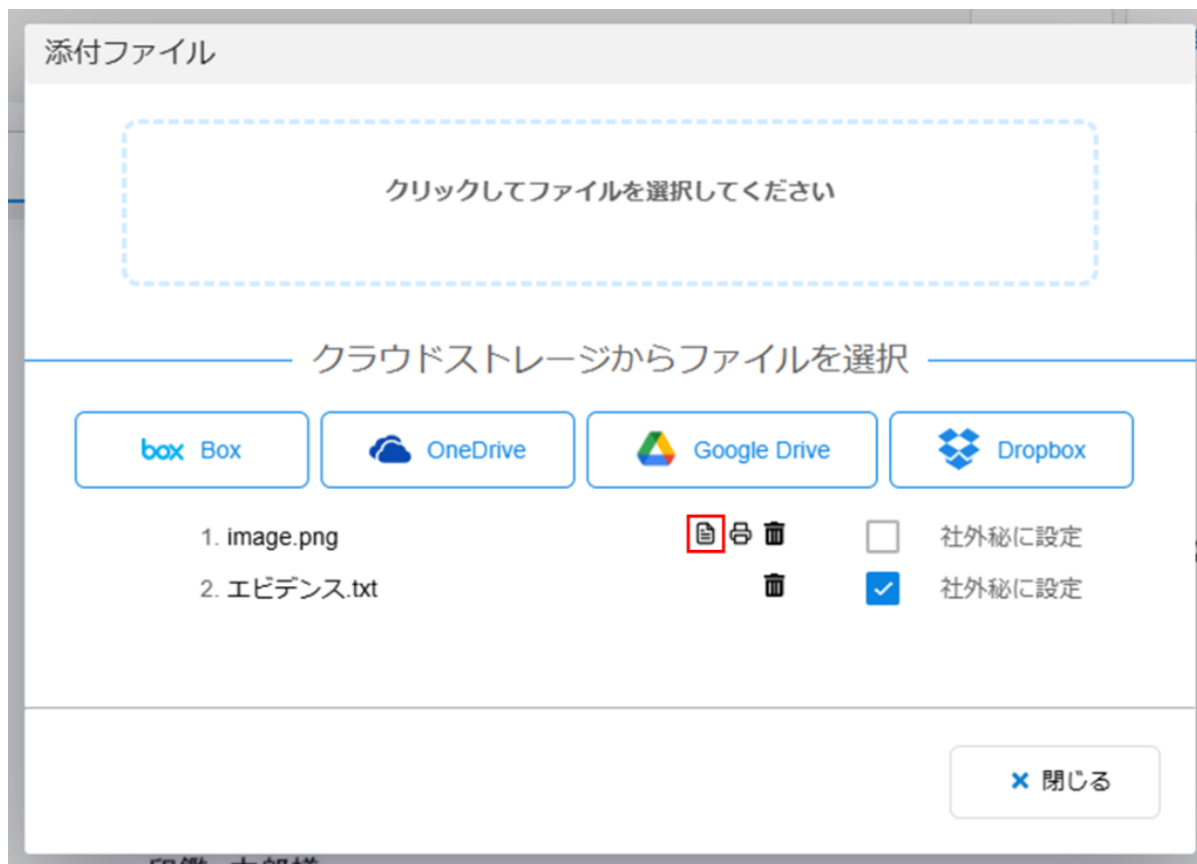 添付ファイル
クリックしてファイルを選択してください
クラウドストレージからファイルを選択
box Box
OneDrive
Google Drive
Dropbox
1. image.png
社外秘に設定
2. エビデンス.txt
社外秘に設定
× 閉じる